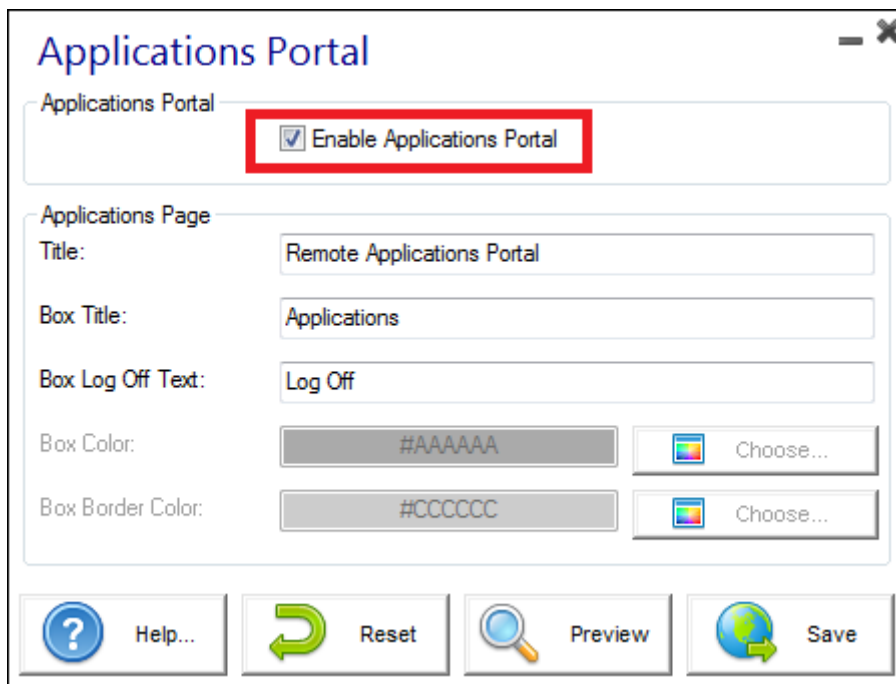 Applications Portal
Applications Portal
Enable Applications Portal
Applications Page
Title: Remote Applications Portal
Box Title: Applications
Box Log Off Text: Log Off
Box Color: #AAAAAA Choose...
Box Border Color: #CCCCCC Choose...
Help... Reset Preview Save